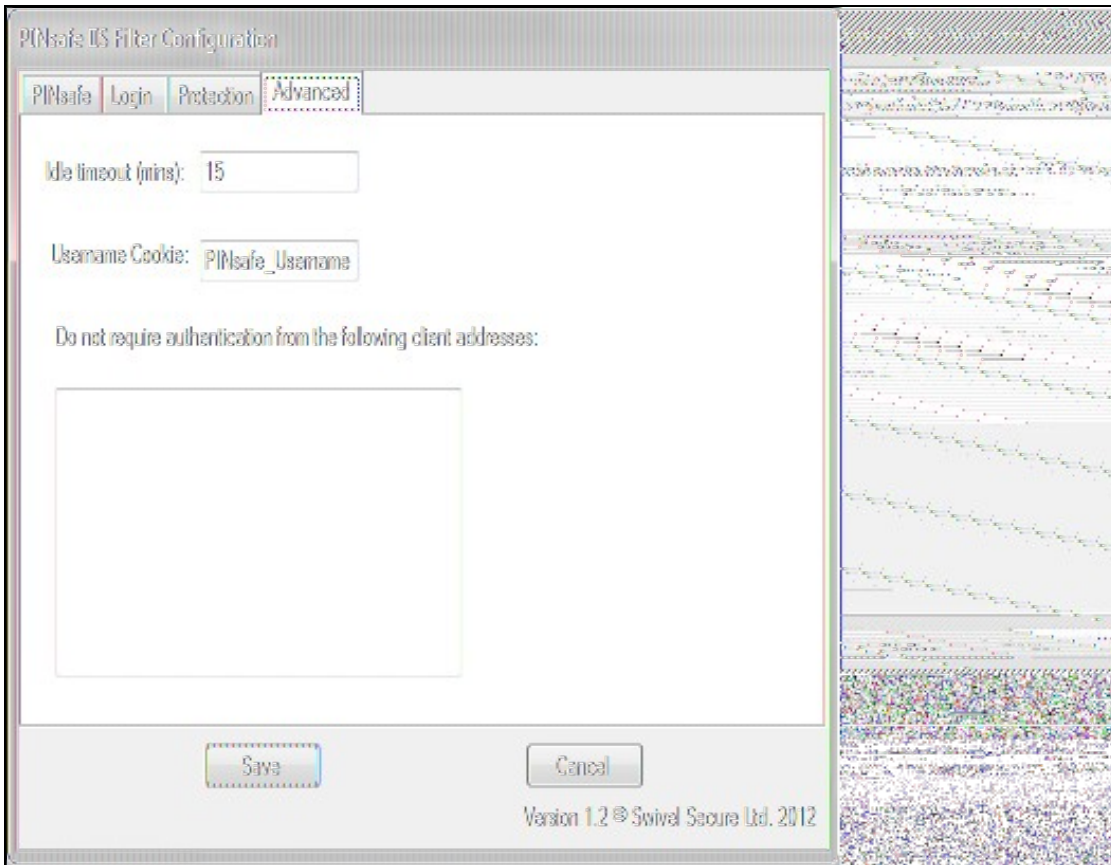 PINsafe IIS Filter Configuration
PINsafe Login Protection Advanced
Idle timeout (mins): 15
Username Cookie: PINsafe_Username
Do not require authentication from the following client addresses:
Save Cancel
Version 1.2 © Swivel Secure Ltd. 2012